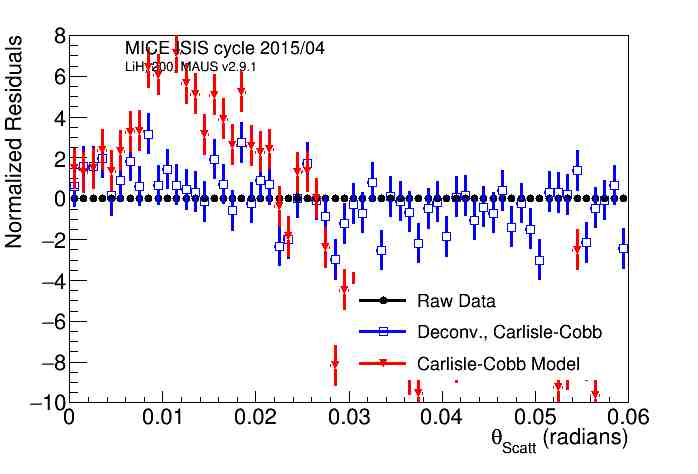 MICE ISIS cycle 2015/04
LiH, 200, MAUS v2.9.1
Normalized Residuals
8
6
4
2
0
−2
−4
−6
−8
−10
Raw Data
Deconv., Carlisle-Cobb
Carlisle-Cobb Model
0 0.01 0.02 0.03 0.04 0.05 0.06
θScatt (radians)